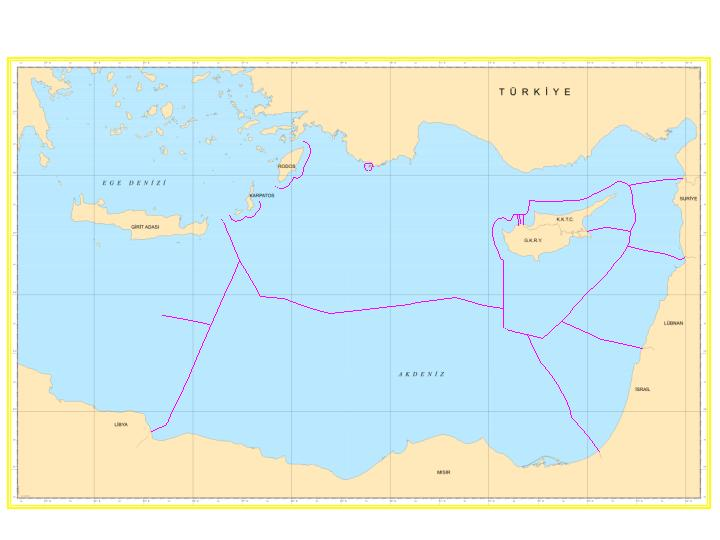 TÜRKİYE
RODOS
EGE DENİZİ
KARPATOS
SURİYE
K.K.T.C.
GİRİT ADASI
G.K.R.Y.
LÜBNAN
AKDENİZ
İSRAİL
LİBYA
MISIR